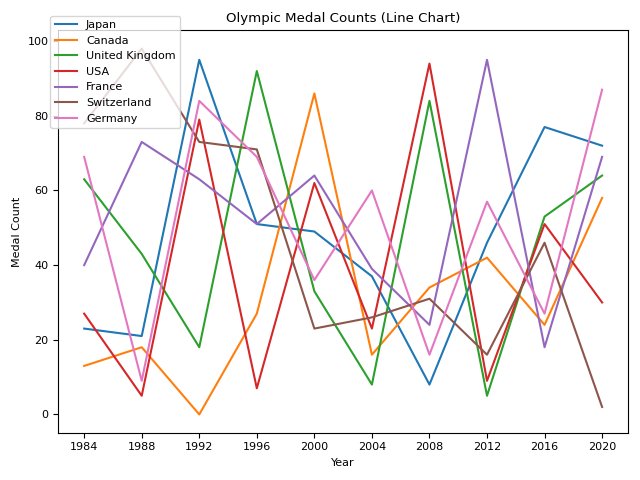 Olympic Medal Counts (Line Chart)
Japan
Canada
United Kingdom
USA
France
Switzerland
Germany
100
80
60
40
20
0
Medal Count
1984 1988 1992 1996 2000 2004 2008 2012 2016 2020
Year